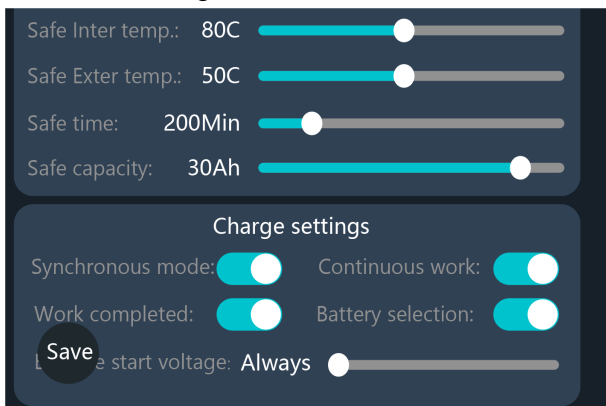 Safe Inter temp.: 80C
Safe Exter temp.: 50C
Safe time: 200Min
Safe capacity: 30Ah
Charge settings
Synchronous mode: Continuous work:
Work completed: Battery selection:
Save
start voltage: Always